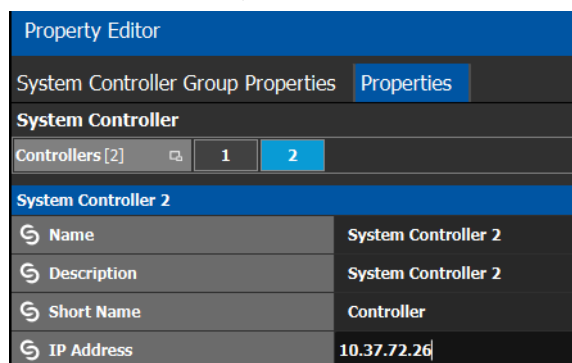 Property Editor
System Controller Group Properties Properties
System Controller
Controllers [2] 1 2
System Controller 2
Name System Controller 2
Description System Controller 2
Short Name Controller
IP Address 10.37.72.26